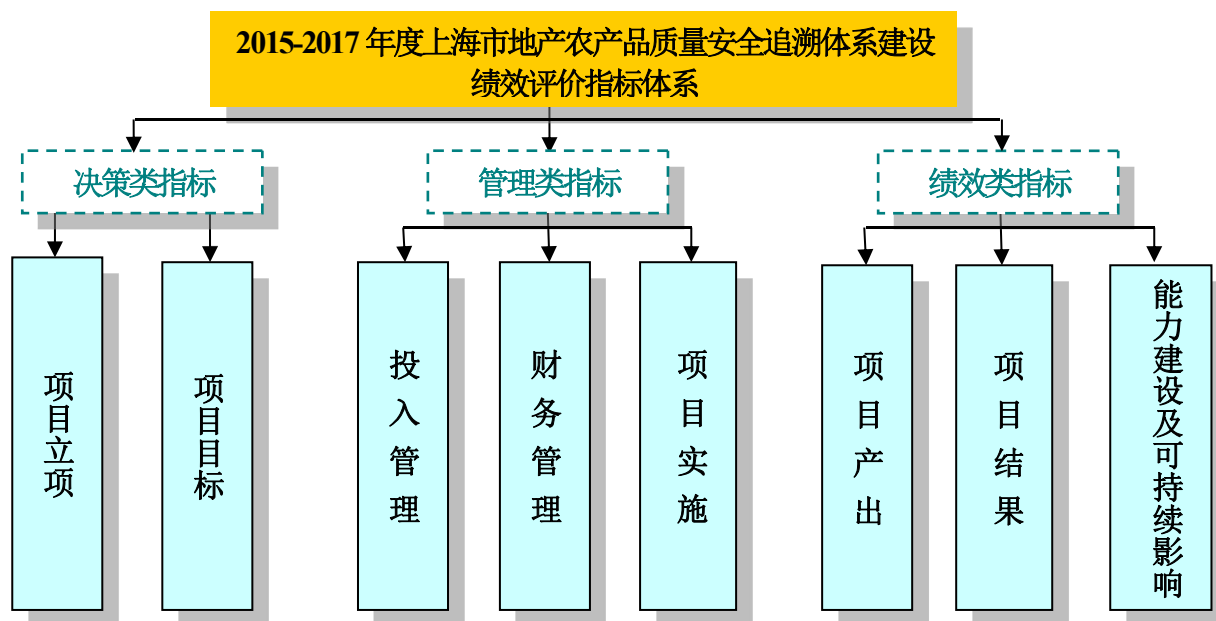 2015-2017 年度上海市地产农产品质量安全追溯体系建设
绩效评价指标体系
决策类指标
管理类指标
绩效类指标
项目立项
项目目标
投入管理
财务管理
项目实施
项目产出
项目结果
能力建设及可持续影响